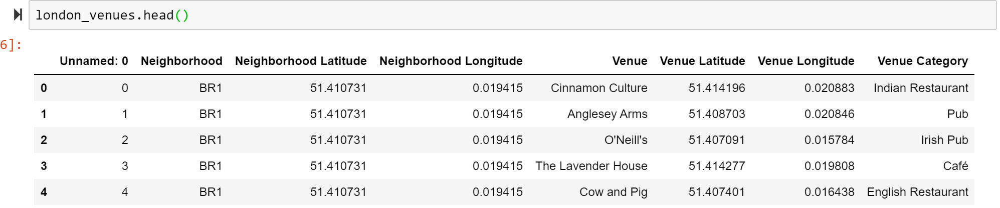 london_venues.head()
6]:
Unnamed: 0 Neighborhood Neighborhood Latitude Neighborhood Longitude Venue Venue Latitude Venue Longitude Venue Category
0 0 BR1 51.410731 0.019415 Cinnamon Culture 51.414196 0.020883 Indian Restaurant
1 1 BR1 51.410731 0.019415 Anglesey Arms 51.408703 0.020846 Pub
2 2 BR1 51.410731 0.019415 O'Neill's 51.407091 0.015784 Irish Pub
3 3 BR1 51.410731 0.019415 The Lavender House 51.414277 0.019808 Café
4 4 BR1 51.410731 0.019415 Cow and Pig 51.407401 0.016438 English Restaurant